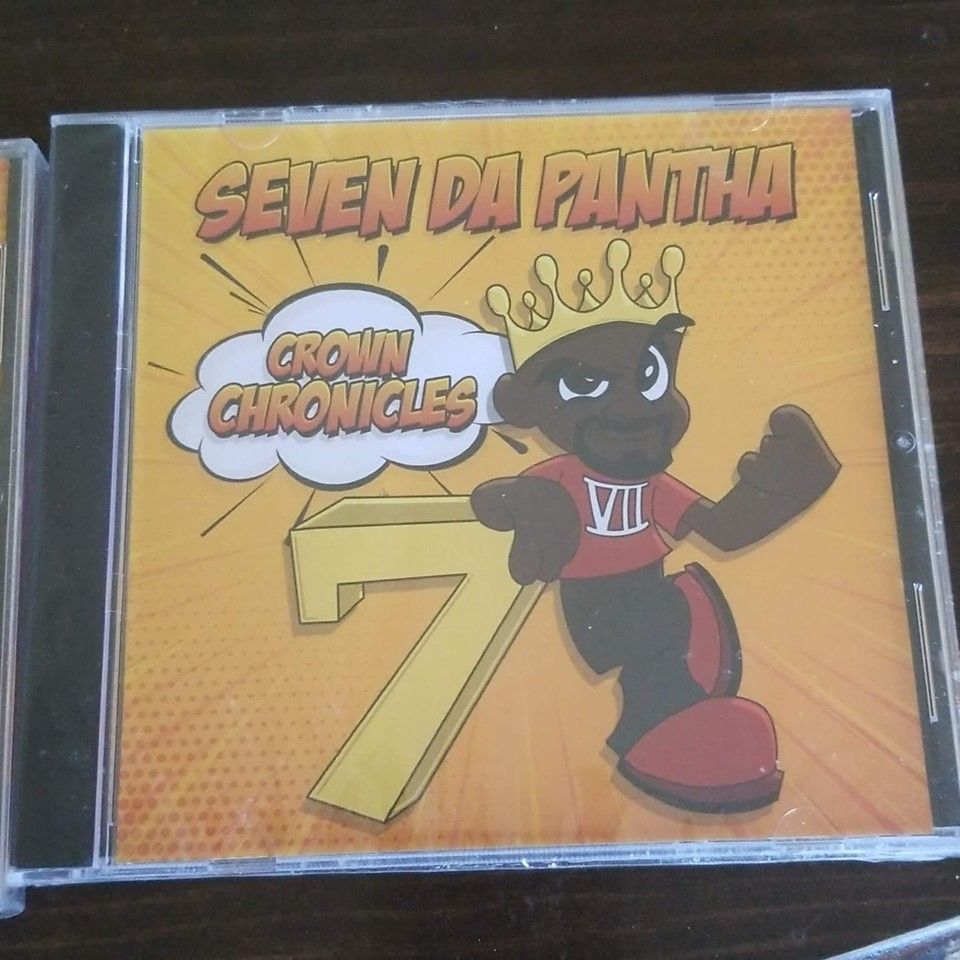 SEVEN DA PANTHA
CROWN
CHRONICLES
VII
7